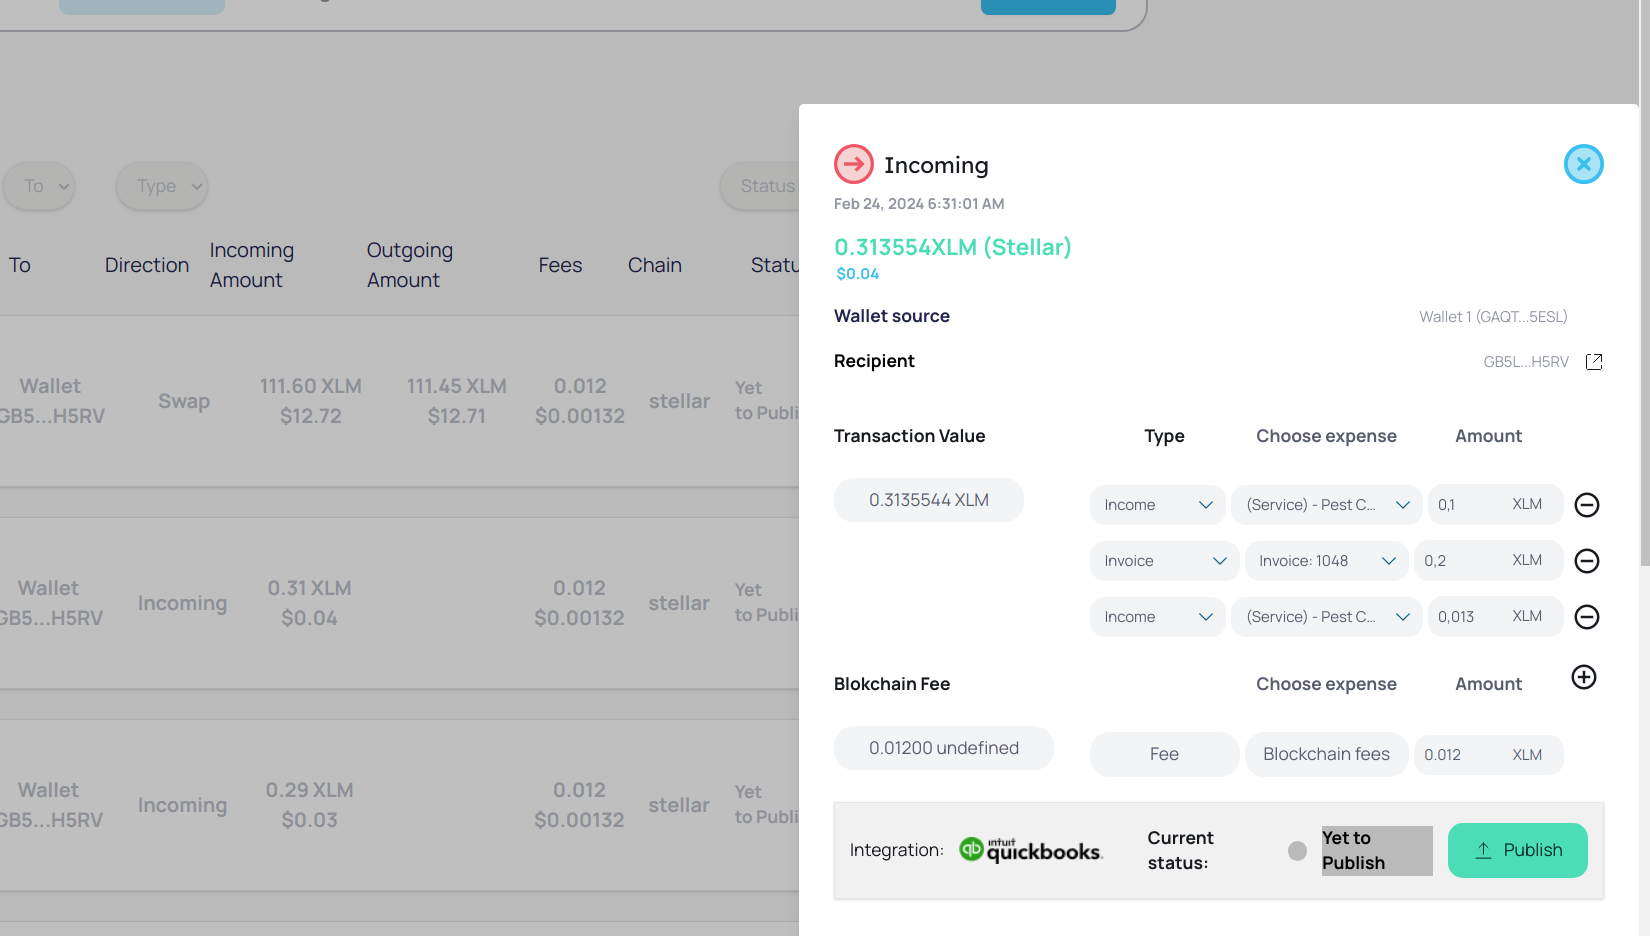 To
Type
Status
To
Direction
Incoming
Amount
Outgoing
Amount
Fees
Chain
Statu
Wallet
GB5...H5RV
Swap
111.60 XLM
$12.72
111.45 XLM
$12.71
0.012
$0.00132
stellar
Yet
to Publi
Wallet
GB5...H5RV
Incoming
0.31 XLM
$0.04
0.012
$0.00132
stellar
Yet
to Publi
Wallet
GB5...H5RV
Incoming
0.29 XLM
$0.03
0.012
$0.00132
stellar
Yet
to Publi
Incoming
Feb 24, 2024 6:31:01 AM
0.313554XLM (Stellar)
$0.04
Wallet source
Wallet 1 (GAQT...5ESL)
Recipient
GB5L...H5RV
Transaction Value
Type
Choose expense
Amount
0.3135544 XLM
Income
(Service) - Pest C...
0,1
XLM
Invoice
Invoice: 1048
0,2
XLM
Income
(Service) - Pest C...
0,013
XLM
Blokchain Fee
Choose expense
Amount
0.01200 undefined
Fee
Blockchain fees
0.012
XLM
Integration:
qb
intuit
quickbooks.
Current
status:
Yet to
Publish
Publish